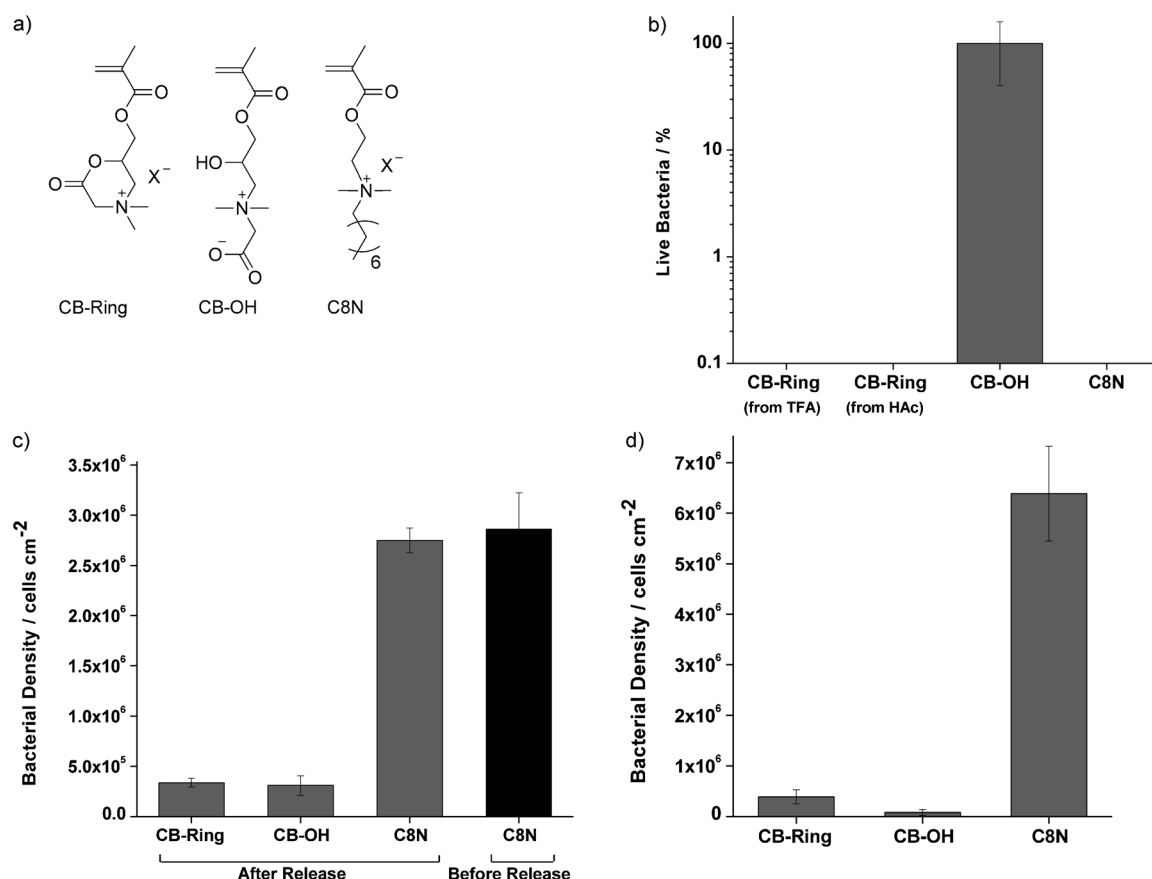 a)
O
O
O
O
X⁻
N
+
CB-Ring
O
O
HO
N
+
O⁻
O
CB-OH
O
O
X⁻
N
+
6
C8N
b)
Live Bacteria / %
100
10
1
0.1
CB-Ring
(from TFA)
CB-Ring
(from HAc)
CB-OH
C8N
c)
Bacterial Density / cells cm⁻²
3.5x10⁶
3.0x10⁶
2.5x10⁶
2.0x10⁶
1.5x10⁶
1.0x10⁶
5.0x10⁵
0.0
CB-Ring
CB-OH
C8N
C8N
After Release
Before Release
d)
Bacterial Density / cells cm⁻²
7x10⁶
6x10⁶
5x10⁶
4x10⁶
3x10⁶
2x10⁶
1x10⁶
0
CB-Ring
CB-OH
C8N